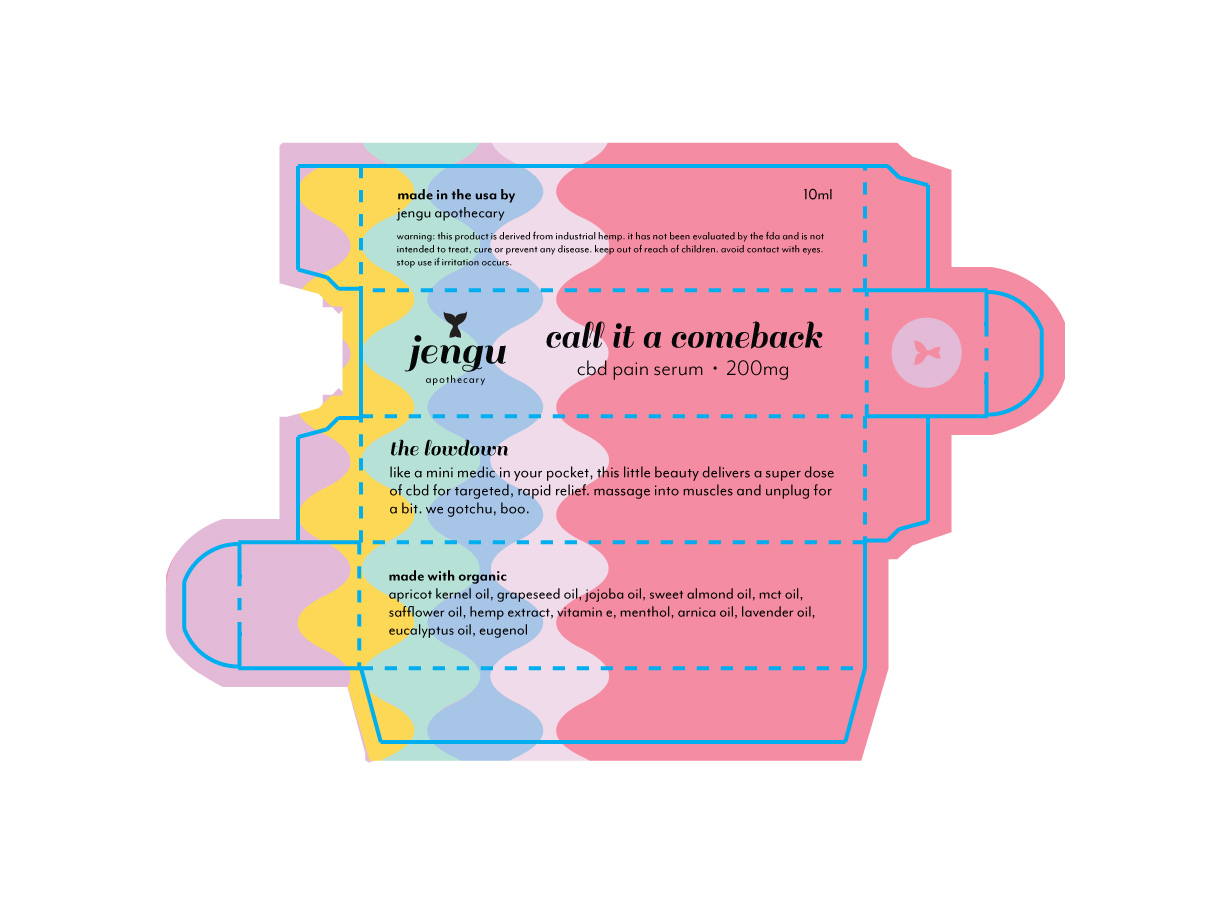 made in the usa by
10ml
jengu apothecary
warning: this product is derived from industrial hemp. it has not been evaluated by the fda and is not
intended to treat, cure or prevent any disease. keep out of reach of children. avoid contact with eyes.
stop use if irritation occurs.
jengu
apothecary
call it a comeback
cbd pain serum • 200mg
the lowdown
like a mini medic in your pocket, this little beauty delivers a super dose
of cbd for targeted, rapid relief. massage into muscles and unplug for
a bit. we gotchu, boo.
made with organic
apricot kernel oil, grapeseed oil, jojoba oil, sweet almond oil, mct oil,
safflower oil, hemp extract, vitamin e, menthol, arnica oil, lavender oil,
eucalyptus oil, eugenol